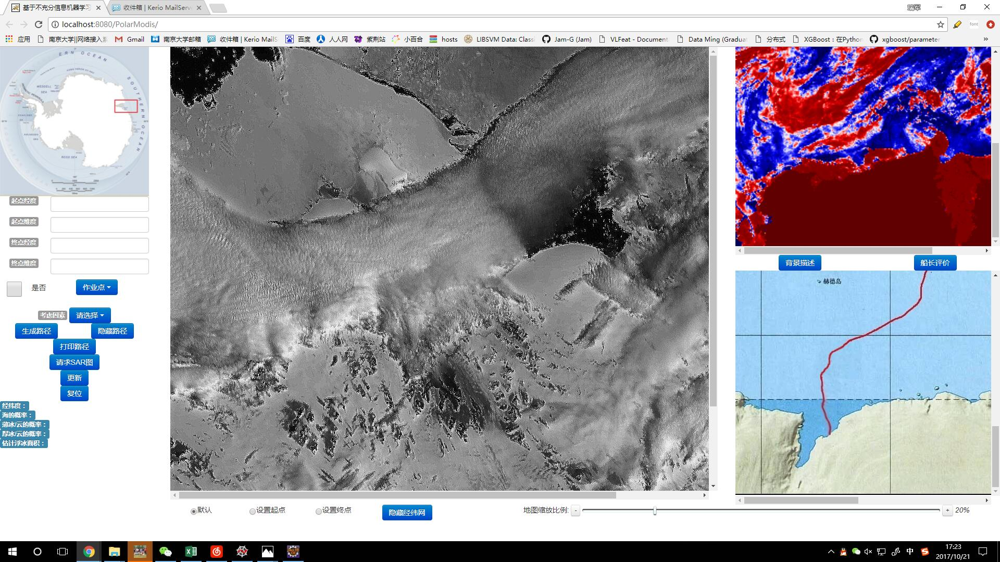 基于不充分信息机器学习
收件箱 | Kerio MailServe
瑞军
localhost:8080/PolarModis/
font
应用
南京大学||网络接入系
Gmail
南京大学邮箱
收件箱 | Kerio MailS
百度
人人网
紫荆站
小百合
hosts
LIBSVM Data: Classi
Jam-G (Jam)
VLFeat - Document
Data Ming (Graduat
分布式
XGBoost：在Python
xgboost/parameter
»
ERN OCEAN
SOUTHERN OCEAN
WEDDELL
SEA
ROSS SEA
起点经度
起点维度
终点经度
终点维度
是否
作业点
考虑因素
请选择
生成路径
隐藏路径
打印路径
请求SAR图
更新
复位
经纬度：
海的概率：
薄冰/云的概率：
厚冰/云的概率：
估计浮冰面积：
默认
设置起点
设置终点
隐藏经纬网
地图缩放比例:
-
+
20%
背景描述
船长评价
赫德岛
中
17:23
2017/10/21